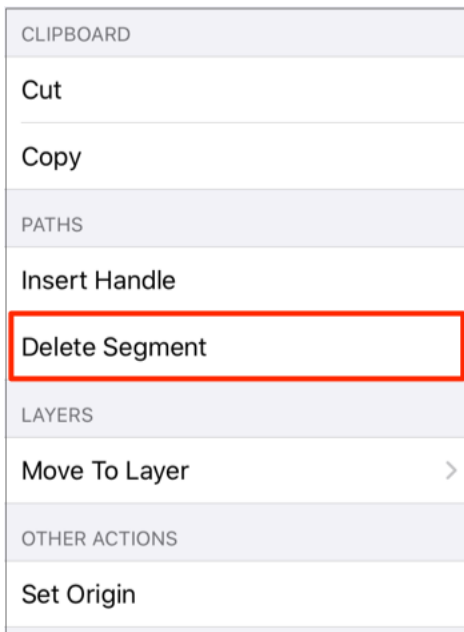 CLIPBOARD
Cut
Copy
PATHS
Insert Handle
Delete Segment
LAYERS
Move To Layer
OTHER ACTIONS
Set Origin